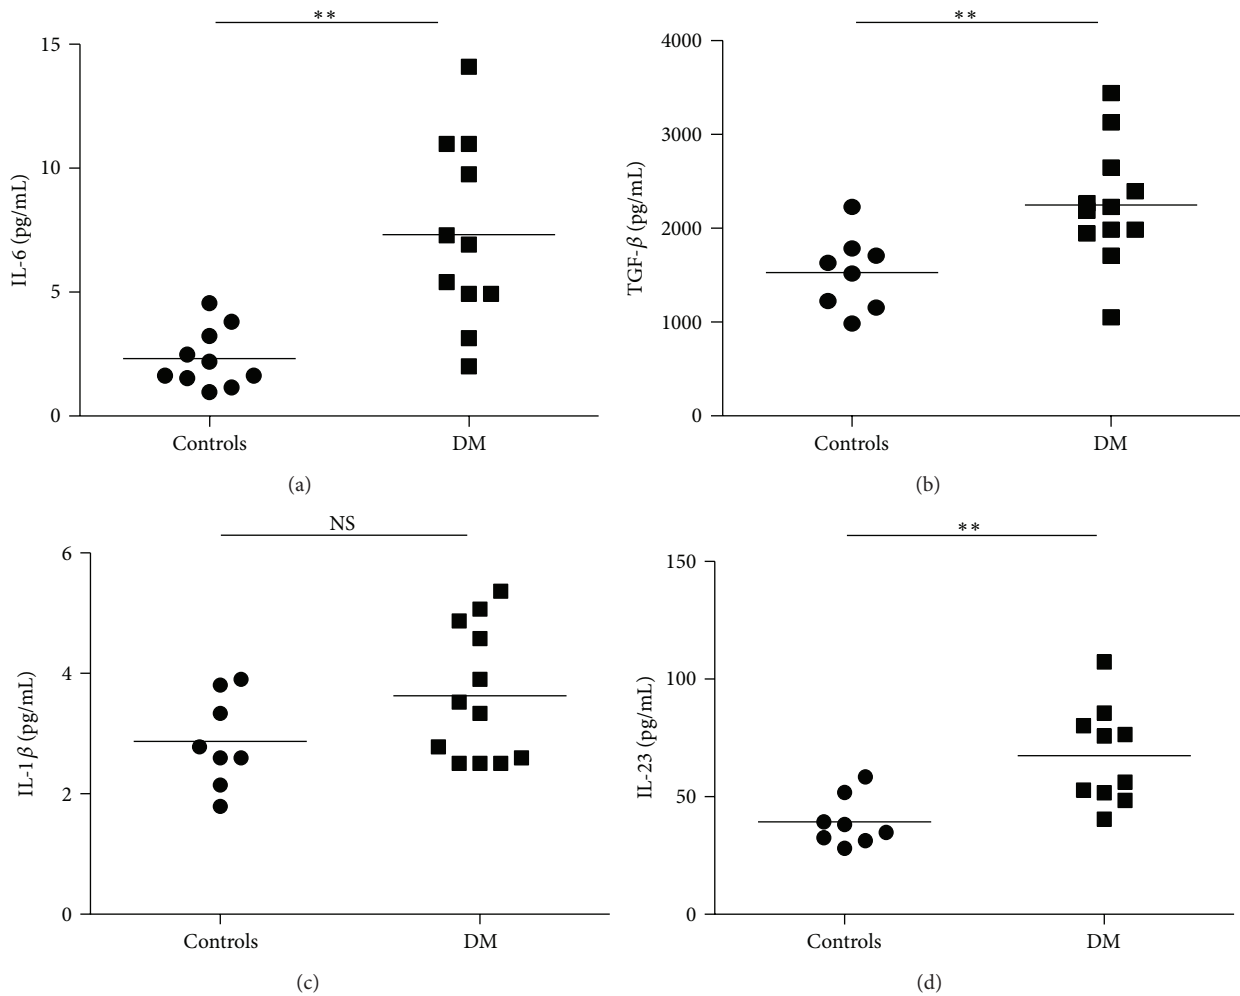 **
15
10
5
0
IL-6 (pg/mL)
Controls
DM
(a)
**
4000
3000
2000
1000
0
TGF-β (pg/mL)
Controls
DM
(b)
NS
6
4
2
0
IL-1β (pg/mL)
Controls
DM
(c)
**
150
100
50
0
IL-23 (pg/mL)
Controls
DM
(d)